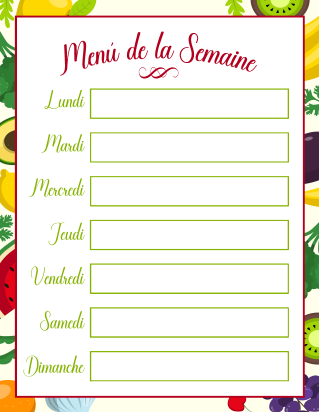 Menú de la Semaine
Lundi
Mardi
Mercredi
Jeudi
Vendredi
Samedi
Dimanche